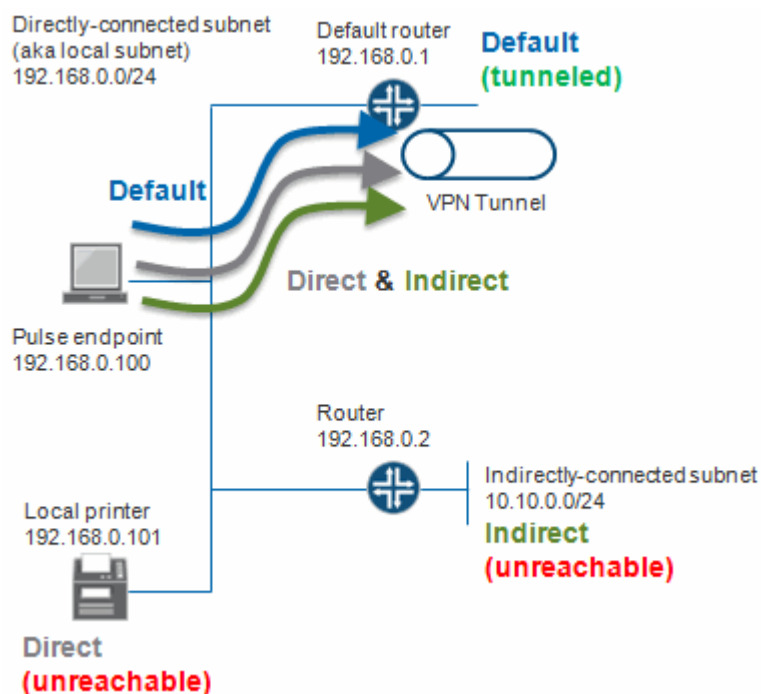 Directly-connected subnet
(aka local subnet)
192.168.0.0/24
Default router
192.168.0.1
Default
(tunneled)
Default
VPN Tunnel
Direct & Indirect
Pulse endpoint
192.168.0.100
Router
192.168.0.2
Indirectly-connected subnet
10.10.0.0/24
Indirect
(unreachable)
Local printer
192.168.0.101
Direct
(unreachable)